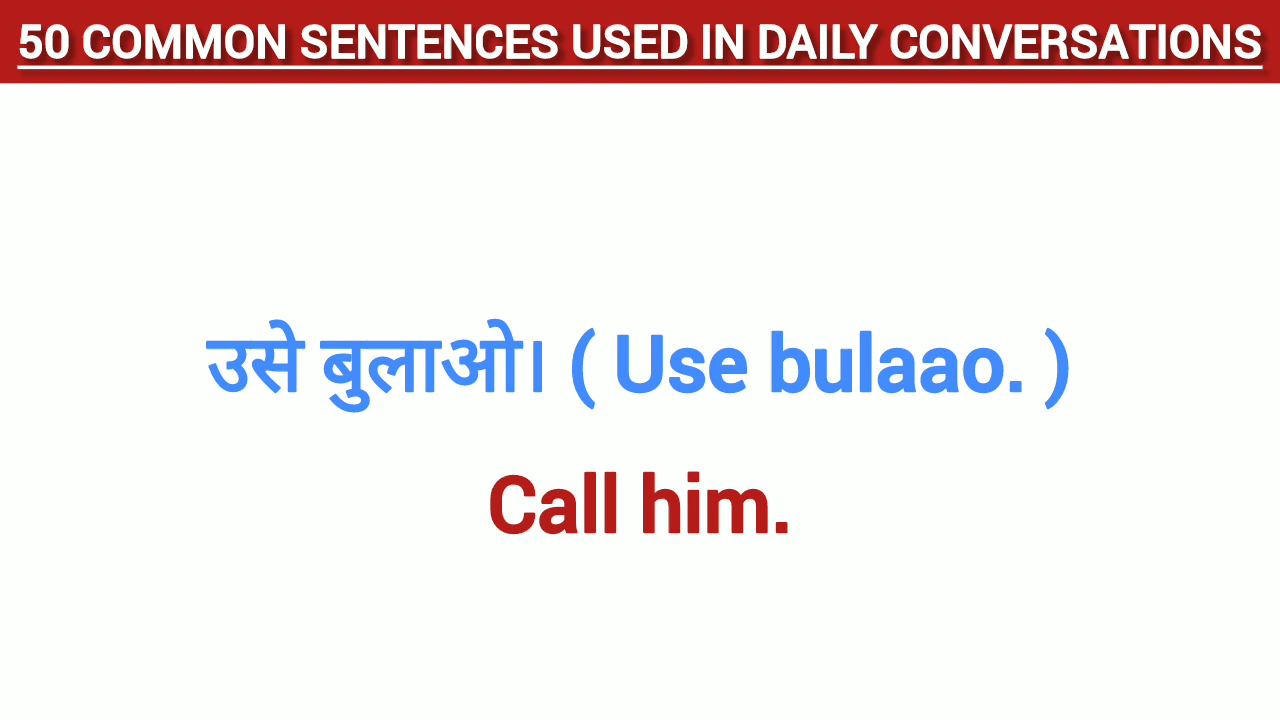 50 COMMON SENTENCES USED IN DAILY CONVERSATIONS
उसे बुलाओ। ( Use bulaao. )
Call him.